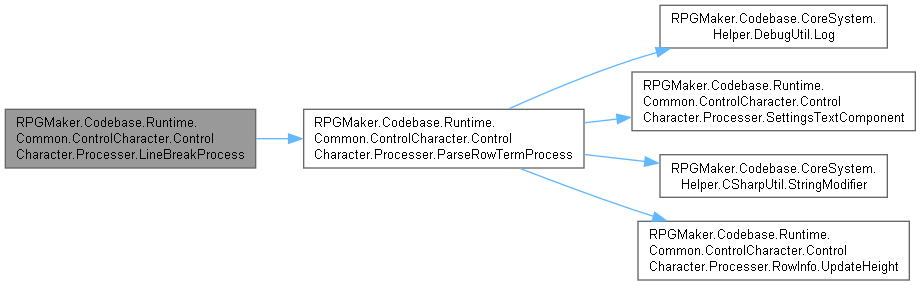 RPGMaker.Codebase.Runtime.
Common.ControlCharacter.Control
Character.Processer.LineBreakProcess
RPGMaker.Codebase.Runtime.
Common.ControlCharacter.Control
Character.Processer.ParseRowTermProcess
RPGMaker.Codebase.CoreSystem.
Helper.DebugUtil.Log
RPGMaker.Codebase.Runtime.
Common.ControlCharacter.Control
Character.Processer.SettingsTextComponent
RPGMaker.Codebase.CoreSystem.
Helper.CSharpUtil.StringModifier
RPGMaker.Codebase.Runtime.
Common.ControlCharacter.Control
Character.Processer.RowInfo.UpdateHeight